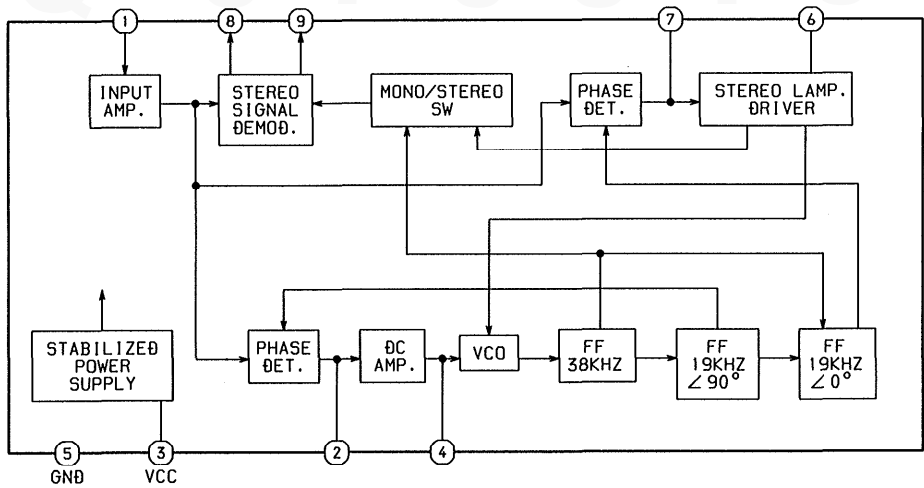 1
8
9
7
6
INPUT
AMP.
STEREO
SIGNAL
DEMOD.
MONO/STEREO
SW
PHASE
DET.
STEREO LAMP.
DRIVER
STABILIZED
POWER
SUPPLY
PHASE
DET.
DC
AMP.
VCO
FF
38KHZ
FF
19KHZ
∠90°
FF
19KHZ
∠0°
5
3
2
4
GND
VCC